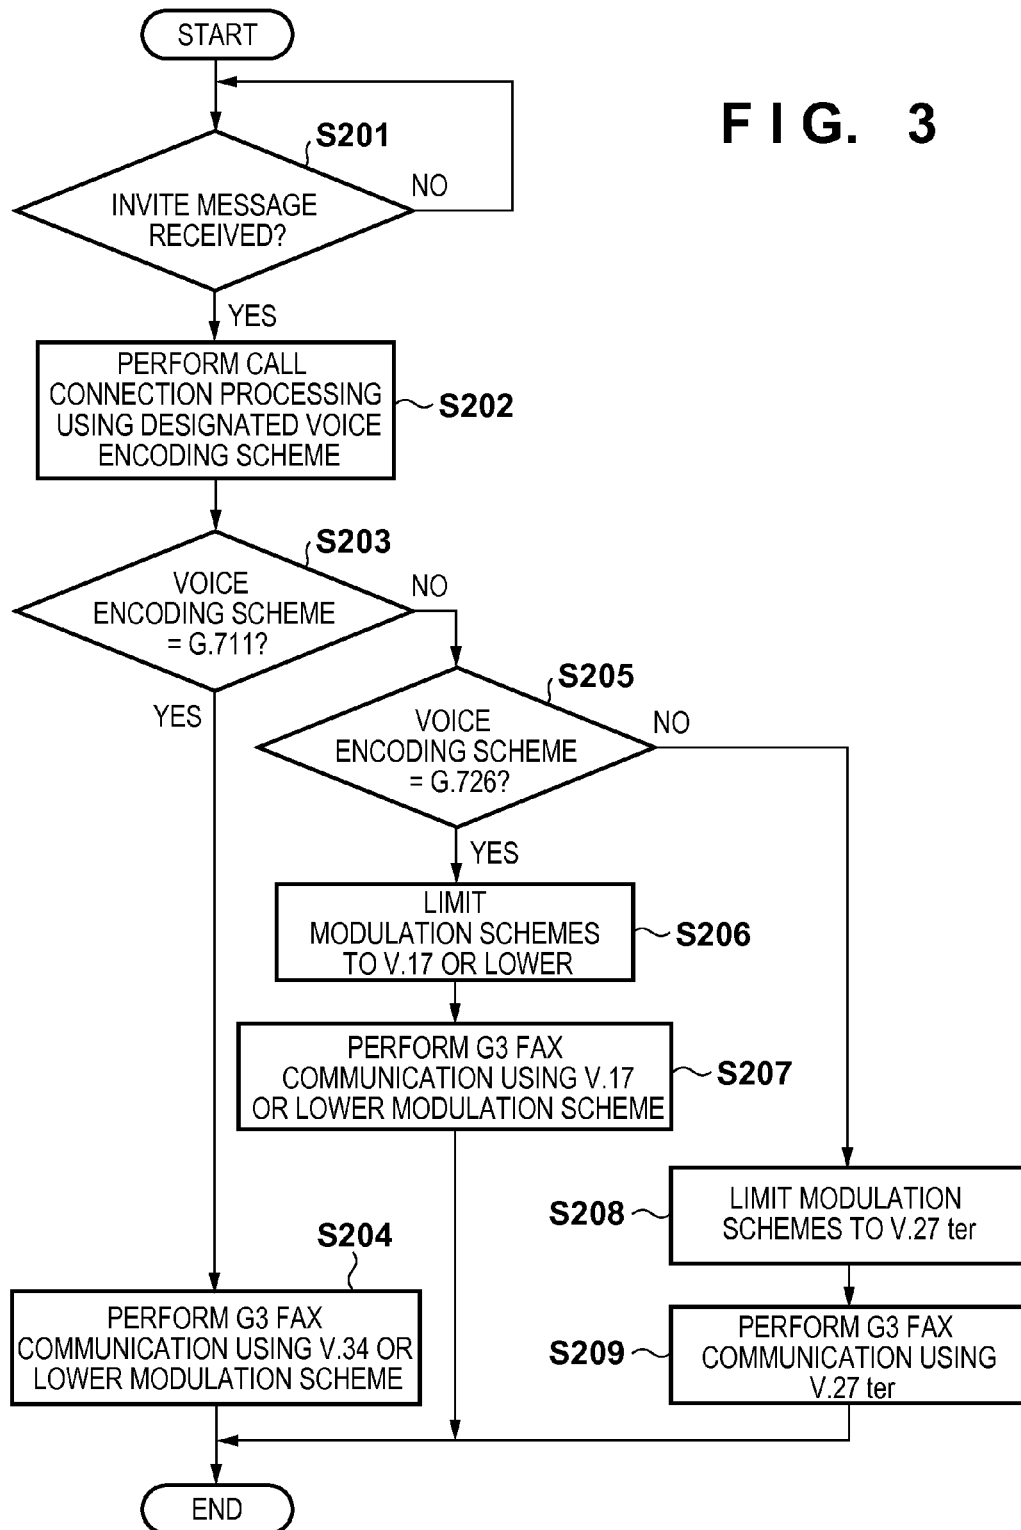 START
FIG. 3
S201
NO
INVITE MESSAGE
RECEIVED?
YES
PERFORM CALL
CONNECTION PROCESSING
USING DESIGNATED VOICE
ENCODING SCHEME
S202
S203
VOICE
ENCODING SCHEME
= G.711?
NO
YES
S205
VOICE
ENCODING SCHEME
= G.726?
NO
YES
LIMIT
MODULATION SCHEMES
TO V.17 OR LOWER
S206
PERFORM G3 FAX
COMMUNICATION USING V.17
OR LOWER MODULATION SCHEME
S207
S208
LIMIT MODULATION
SCHEMES TO V.27 ter
S204
PERFORM G3 FAX
COMMUNICATION USING V.34 OR
LOWER MODULATION SCHEME
S209
PERFORM G3 FAX
COMMUNICATION USING
V.27 ter
END